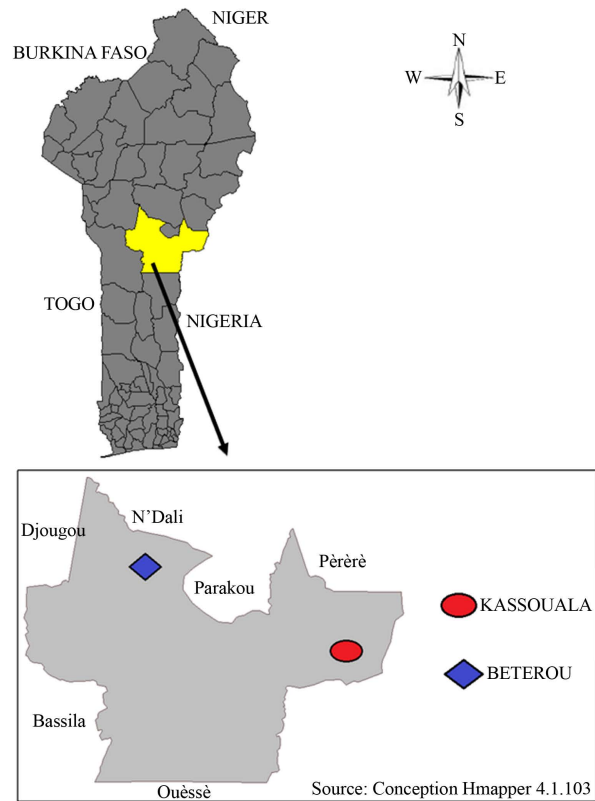 NIGER
BURKINA FASO
N
W E
S
TOGO
NIGERIA
N'Dali
Djougou
Pèrèrè
Parakou
KASSOUALA
BETEROU
Bassila
Ouèssè
Source: Conception Hmapper 4.1.103